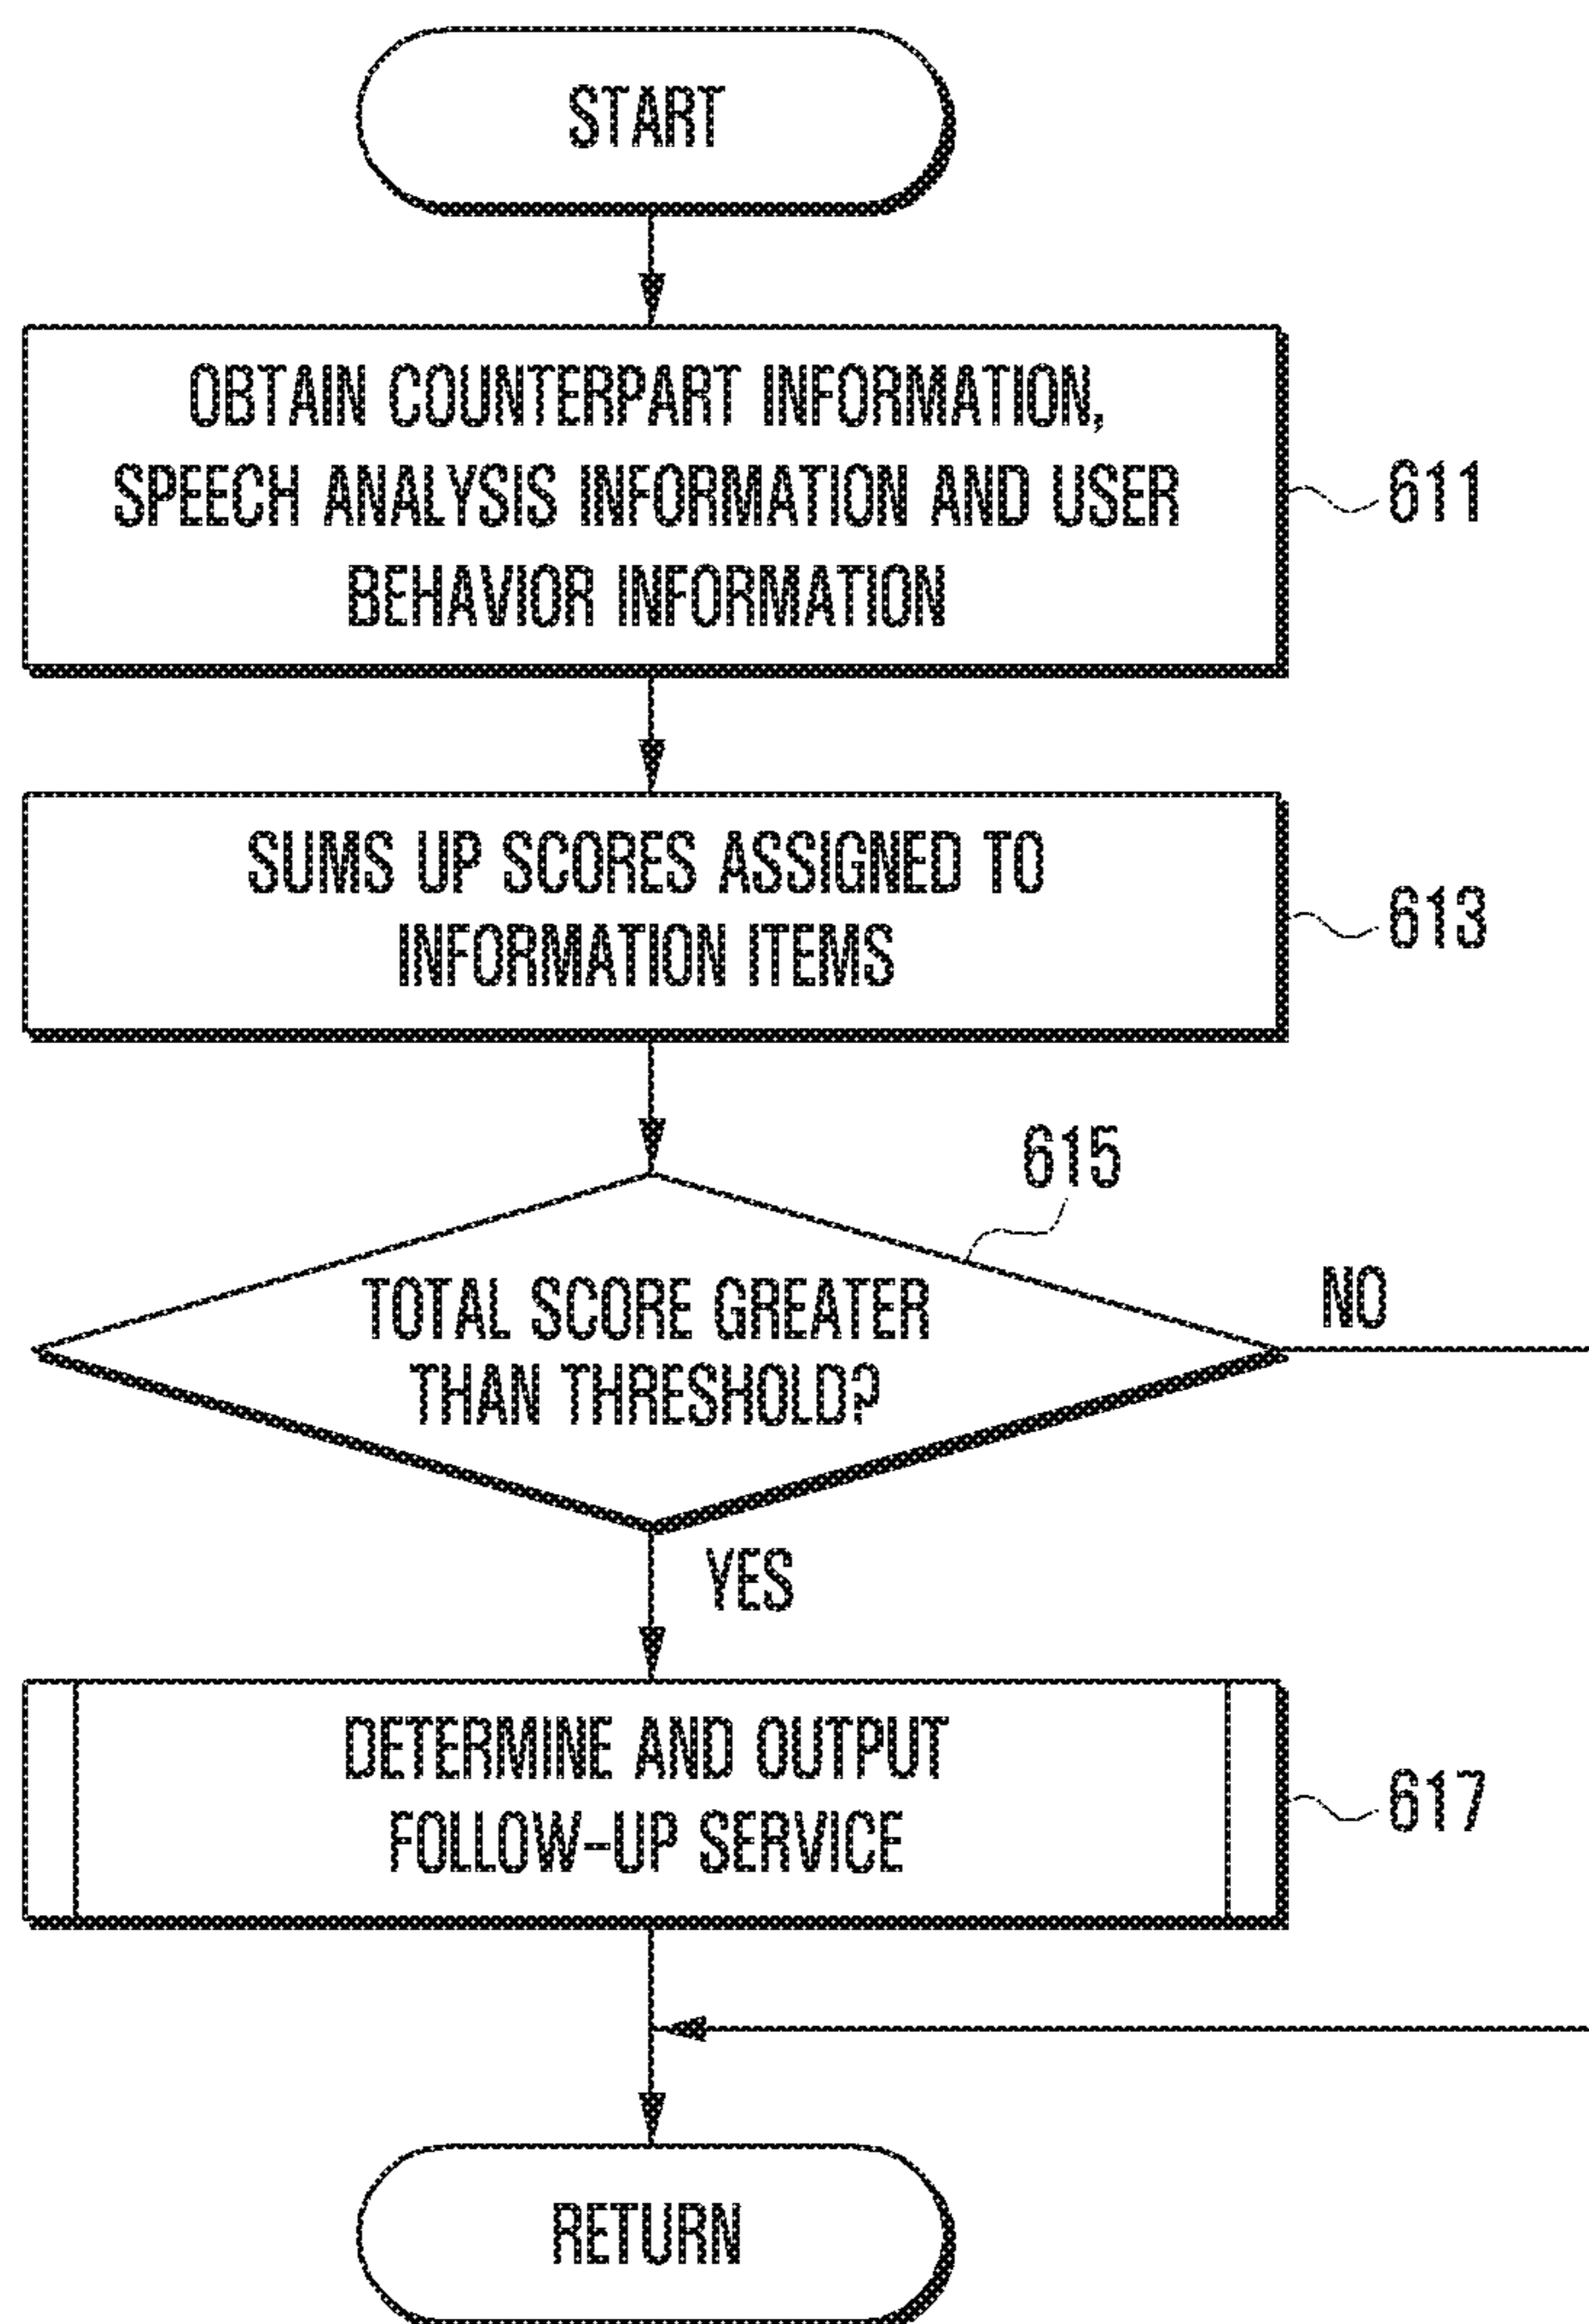 START
OBTAIN COUNTERPART INFORMATION,
SPEECH ANALYSIS INFORMATION AND USER
BEHAVIOR INFORMATION
611
SUMS UP SCORES ASSIGNED TO
INFORMATION ITEMS
613
615
TOTAL SCORE GREATER
THAN THRESHOLD?
NO
YES
DETERMINE AND OUTPUT
FOLLOW-UP SERVICE
617
RETURN